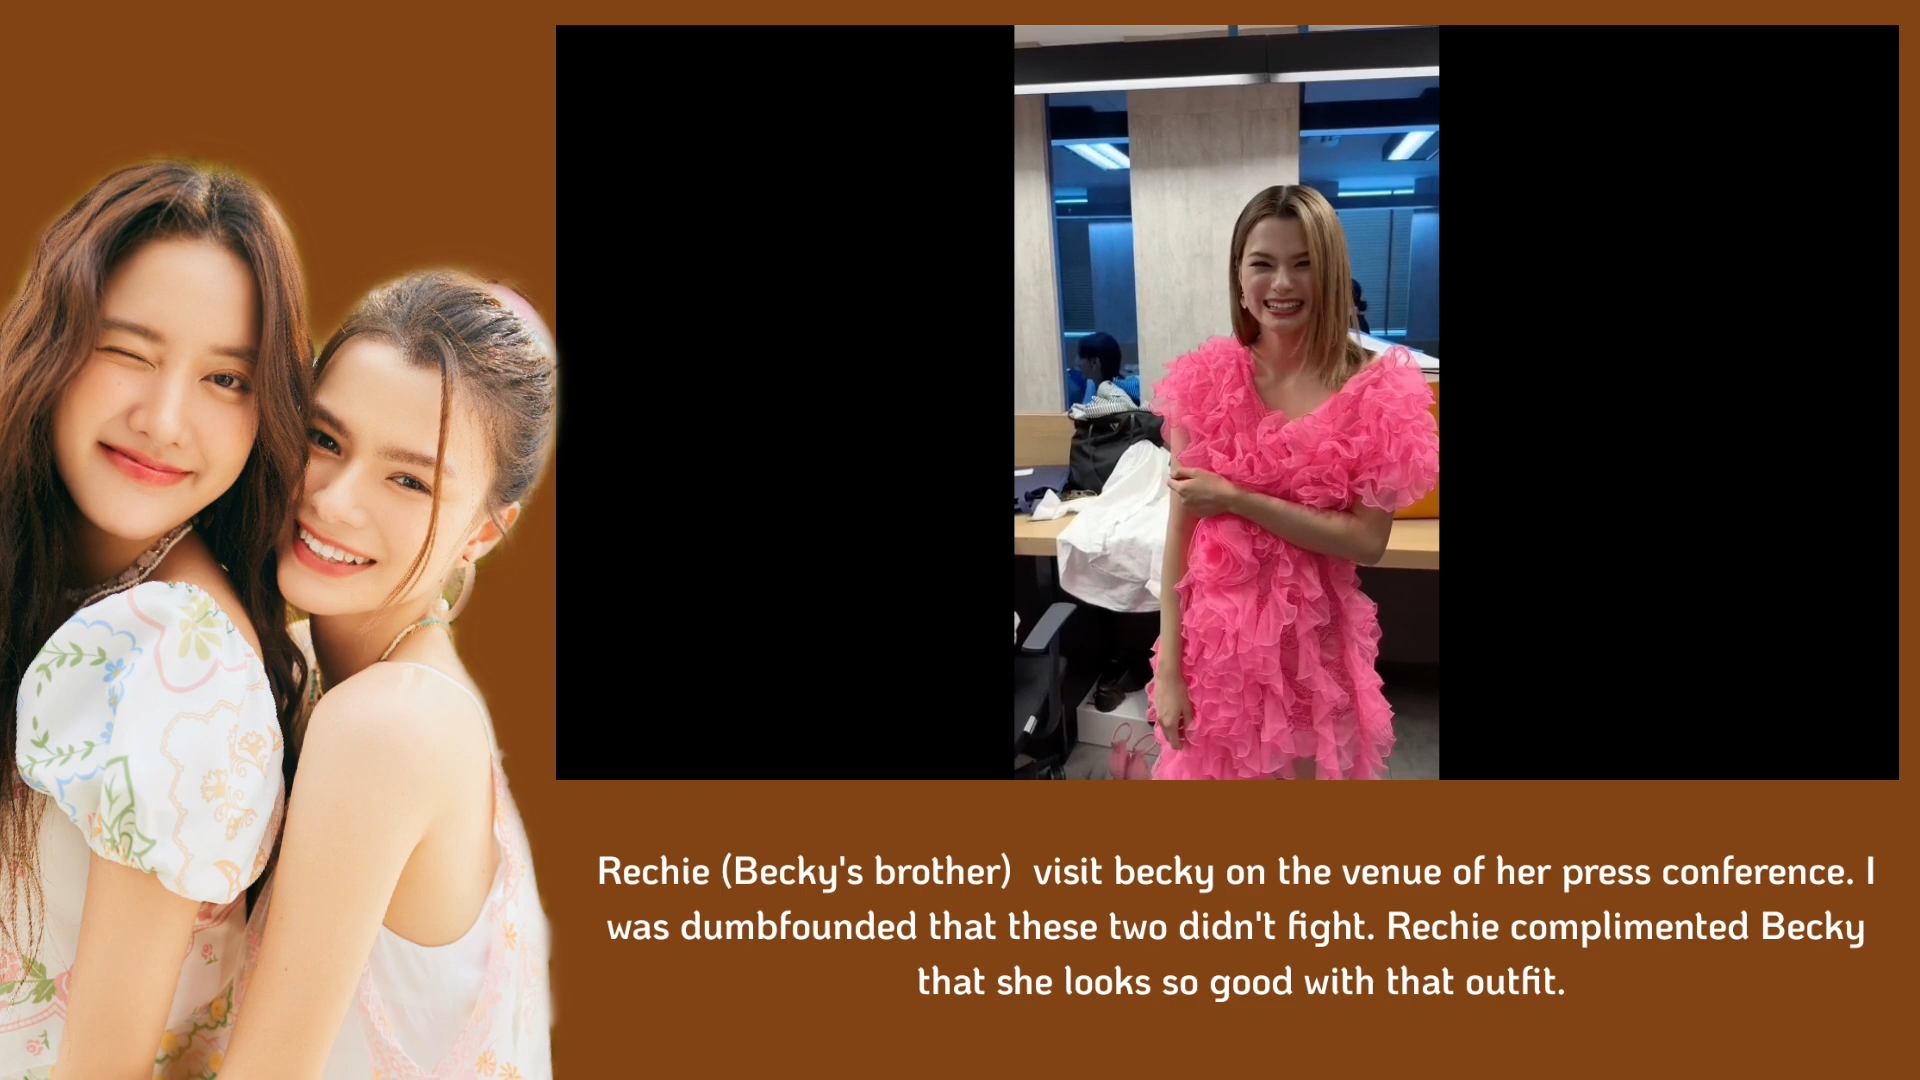 Rechie (Becky's brother)  visit becky on the venue of her press conference. I
was dumbfounded that these two didn't fight. Rechie complimented Becky
that she looks so good with that outfit.